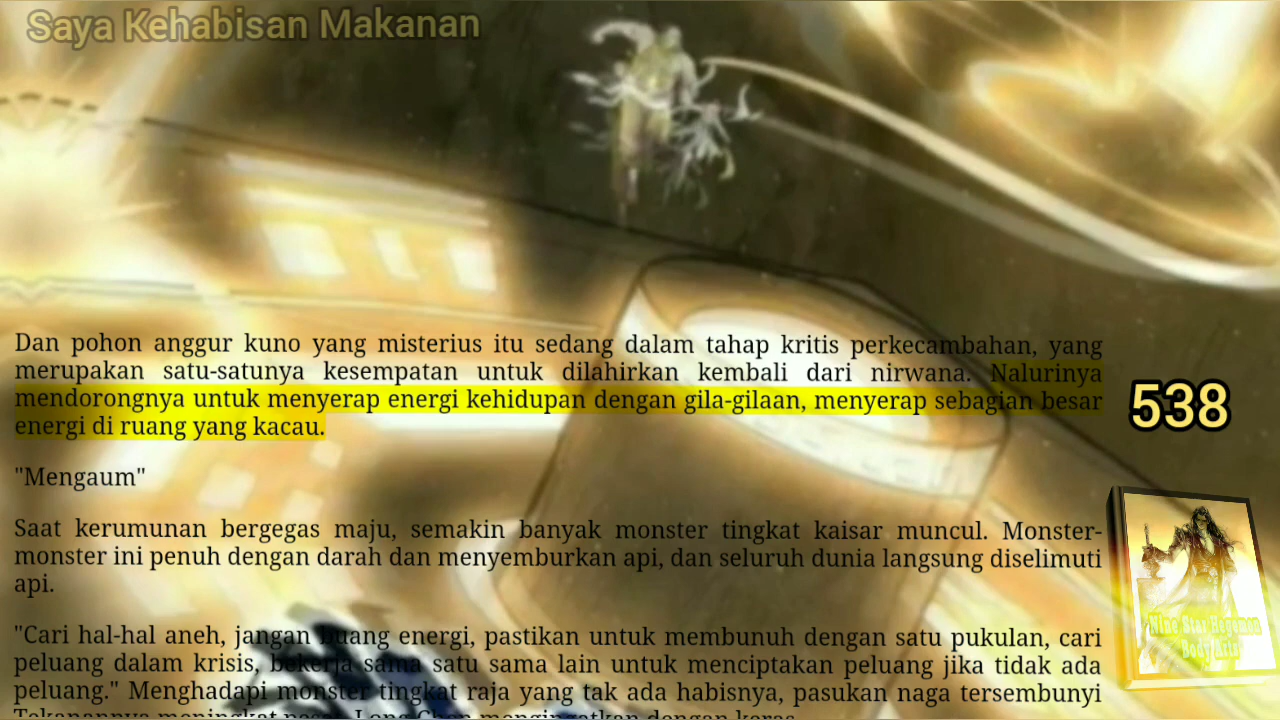 Saya Kehabisan Makanan
Dan pohon anggur kuno yang misterius itu sedang dalam tahap kritis perkecambahan, yang
merupakan satu-satunya kesempatan untuk dilahirkan kembali dari nirwana. Nalurinya
mendorongnya untuk menyerap energi kehidupan dengan gila-gilaan, menyerap sebagian besar
energi di ruang yang kacau.
538
"Mengaum"
Saat kerumunan bergegas maju, semakin banyak monster tingkat kaisar muncul. Monster-
monster ini penuh dengan darah dan menyemburkan api, dan seluruh dunia langsung diselimuti
api.
"Cari hal-hal aneh, jangan buang energi, pastikan untuk membunuh dengan satu pukulan, cari
peluang dalam krisis, bekerja sama satu sama lain untuk menciptakan peluang jika tidak ada
peluang." Menghadapi monster tingkat raja yang tak ada habisnya, pasukan naga tersembunyi
Nine Star Hegemon
Body Arts